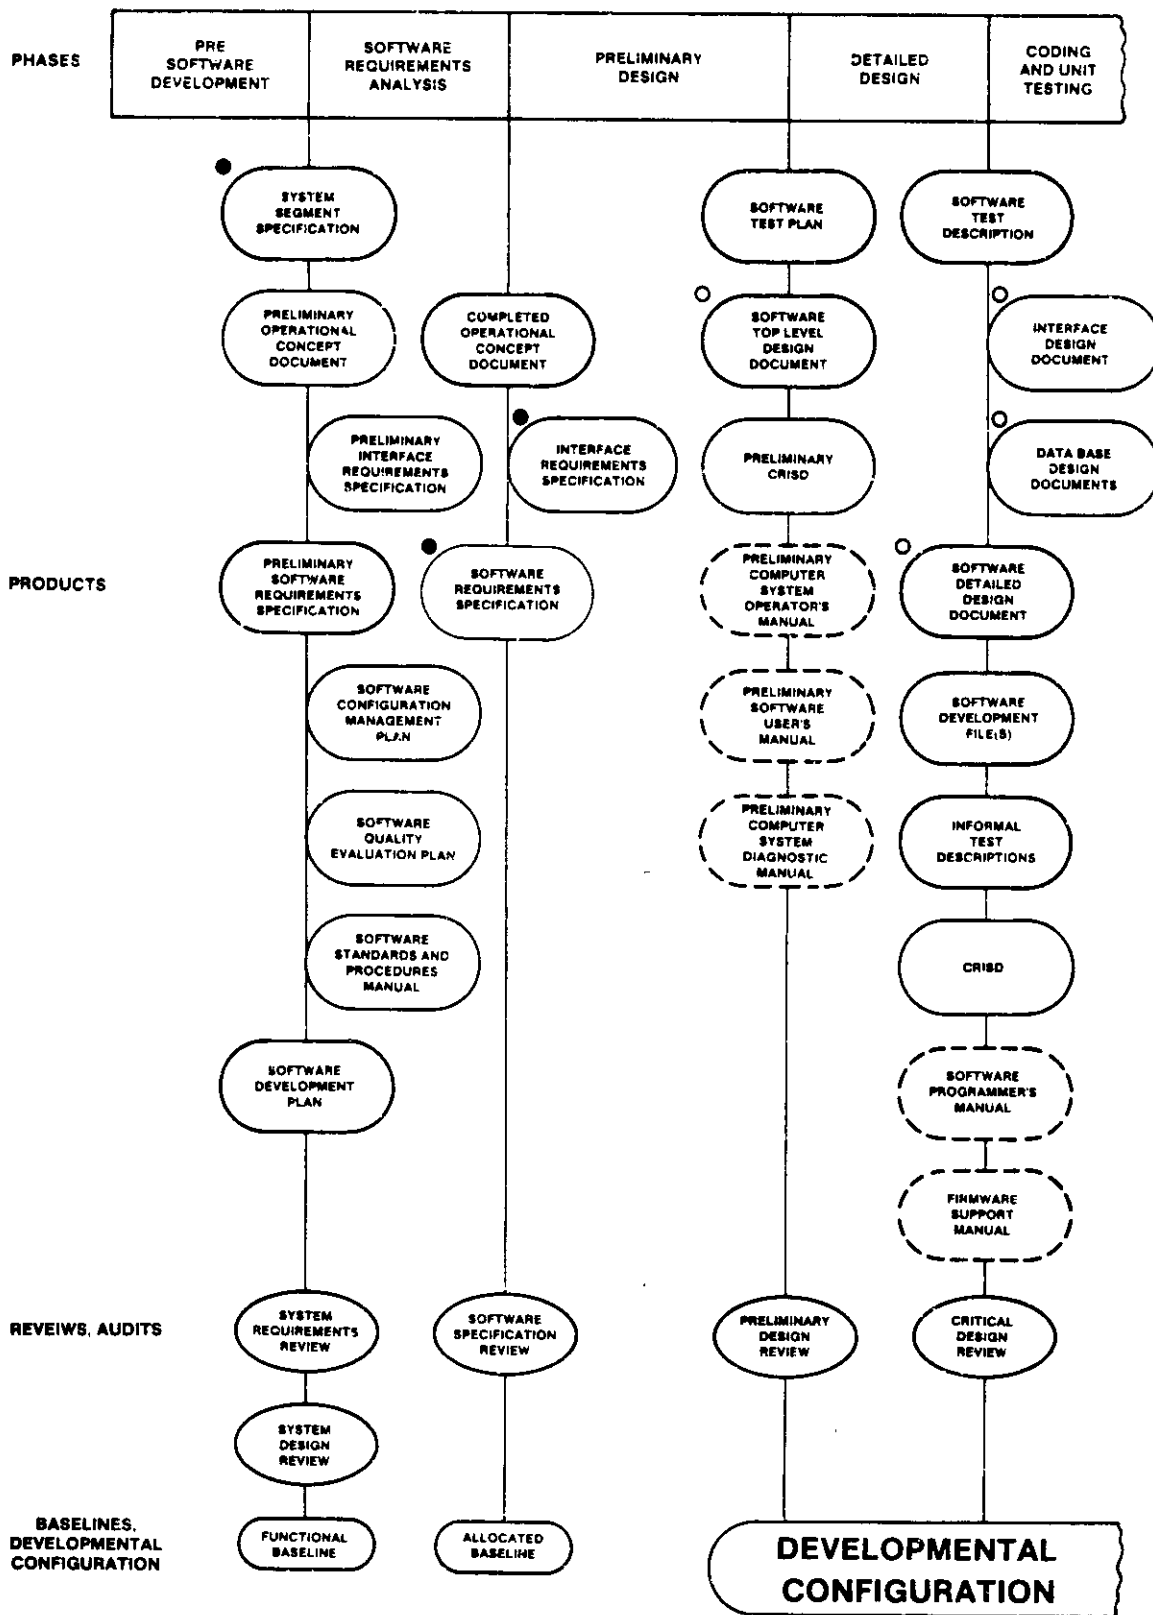 PHASES
PRE
SOFTWARE
DEVELOPMENT
SOFTWARE
REQUIREMENTS
ANALYSIS
PRELIMINARY
DESIGN
DETAILED
DESIGN
CODING
AND UNIT
TESTING
SYSTEM
SEGMENT
SPECIFICATION
SOFTWARE
TEST PLAN
SOFTWARE
TEST
DESCRIPTION
PRELIMINARY
OPERATIONAL
CONCEPT
DOCUMENT
COMPLETED
OPERATIONAL
CONCEPT
DOCUMENT
SOFTWARE
TOP LEVEL
DESIGN
DOCUMENT
INTERFACE
DESIGN
DOCUMENT
PRELIMINARY
INTERFACE
REQUIREMENTS
SPECIFICATION
INTERFACE
REQUIREMENTS
SPECIFICATION
PRELIMINARY
CRISD
DATA BASE
DESIGN
DOCUMENTS
PRODUCTS
PRELIMINARY
SOFTWARE
REQUIREMENTS
SPECIFICATION
SOFTWARE
REQUIREMENTS
SPECIFICATION
PRELIMINARY
COMPUTER
SYSTEM
OPERATOR'S
MANUAL
SOFTWARE
DETAILED
DESIGN
DOCUMENT
SOFTWARE
CONFIGURATION
MANAGEMENT
PLAN
PRELIMINARY
SOFTWARE
USER'S
MANUAL
SOFTWARE
DEVELOPMENT
FILE(S)
SOFTWARE
QUALITY
EVALUATION PLAN
PRELIMINARY
COMPUTER
SYSTEM
DIAGNOSTIC
MANUAL
INFORMAL
TEST
DESCRIPTIONS
SOFTWARE
STANDARDS AND
PROCEDURES
MANUAL
CRISD
SOFTWARE
DEVELOPMENT
PLAN
SOFTWARE
PROGRAMMER'S
MANUAL
FIRMWARE
SUPPORT
MANUAL
REVEIWS, AUDITS
SYSTEM
REQUIREMENTS
REVIEW
SOFTWARE
SPECIFICATION
REVIEW
PRELIMINARY
DESIGN
REVIEW
CRITICAL
DESIGN
REVIEW
SYSTEM
DESIGN
REVIEW
BASELINES,
DEVELOPMENTAL
CONFIGURATION
FUNCTIONAL
BASELINE
ALLOCATED
BASELINE
DEVELOPMENTAL
CONFIGURATION